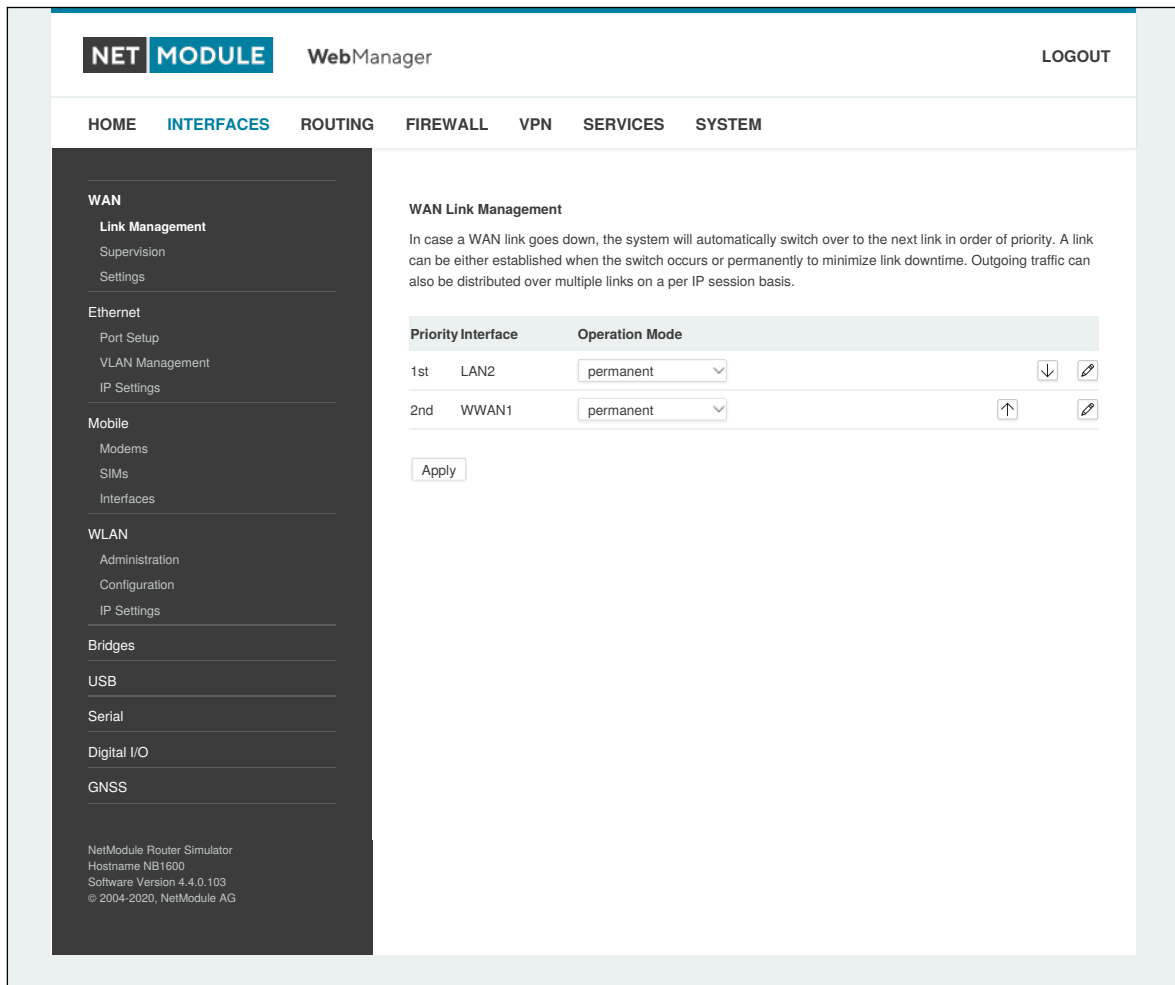 NET MODULE WebManager LOGOUT
HOME INTERFACES ROUTING FIREWALL VPN SERVICES SYSTEM
WAN
Link Management
Supervision
Settings
Ethernet
Port Setup
VLAN Management
IP Settings
Mobile
Modems
SIMs
Interfaces
WLAN
Administration
Configuration
IP Settings
Bridges
USB
Serial
Digital I/O
GNSS
NetModule Router Simulator
Hostname NB1600
Software Version 4.4.0.103
© 2004-2020, NetModule AG
WAN Link Management
In case a WAN link goes down, the system will automatically switch over to the next link in order of priority. A link
can be either established when the switch occurs or permanently to minimize link downtime. Outgoing traffic can
also be distributed over multiple links on a per IP session basis.
Priority Interface Operation Mode
1st LAN2 permanent
2nd WWAN1 permanent
Apply